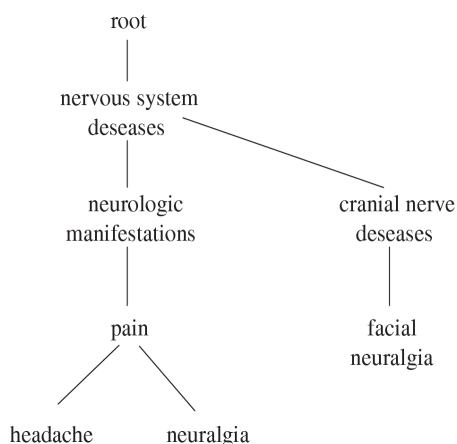 root
nervous system
deseases
neurologic
manifestations
cranial nerve
deseases
pain
facial
neuralgia
headache
neuralgia